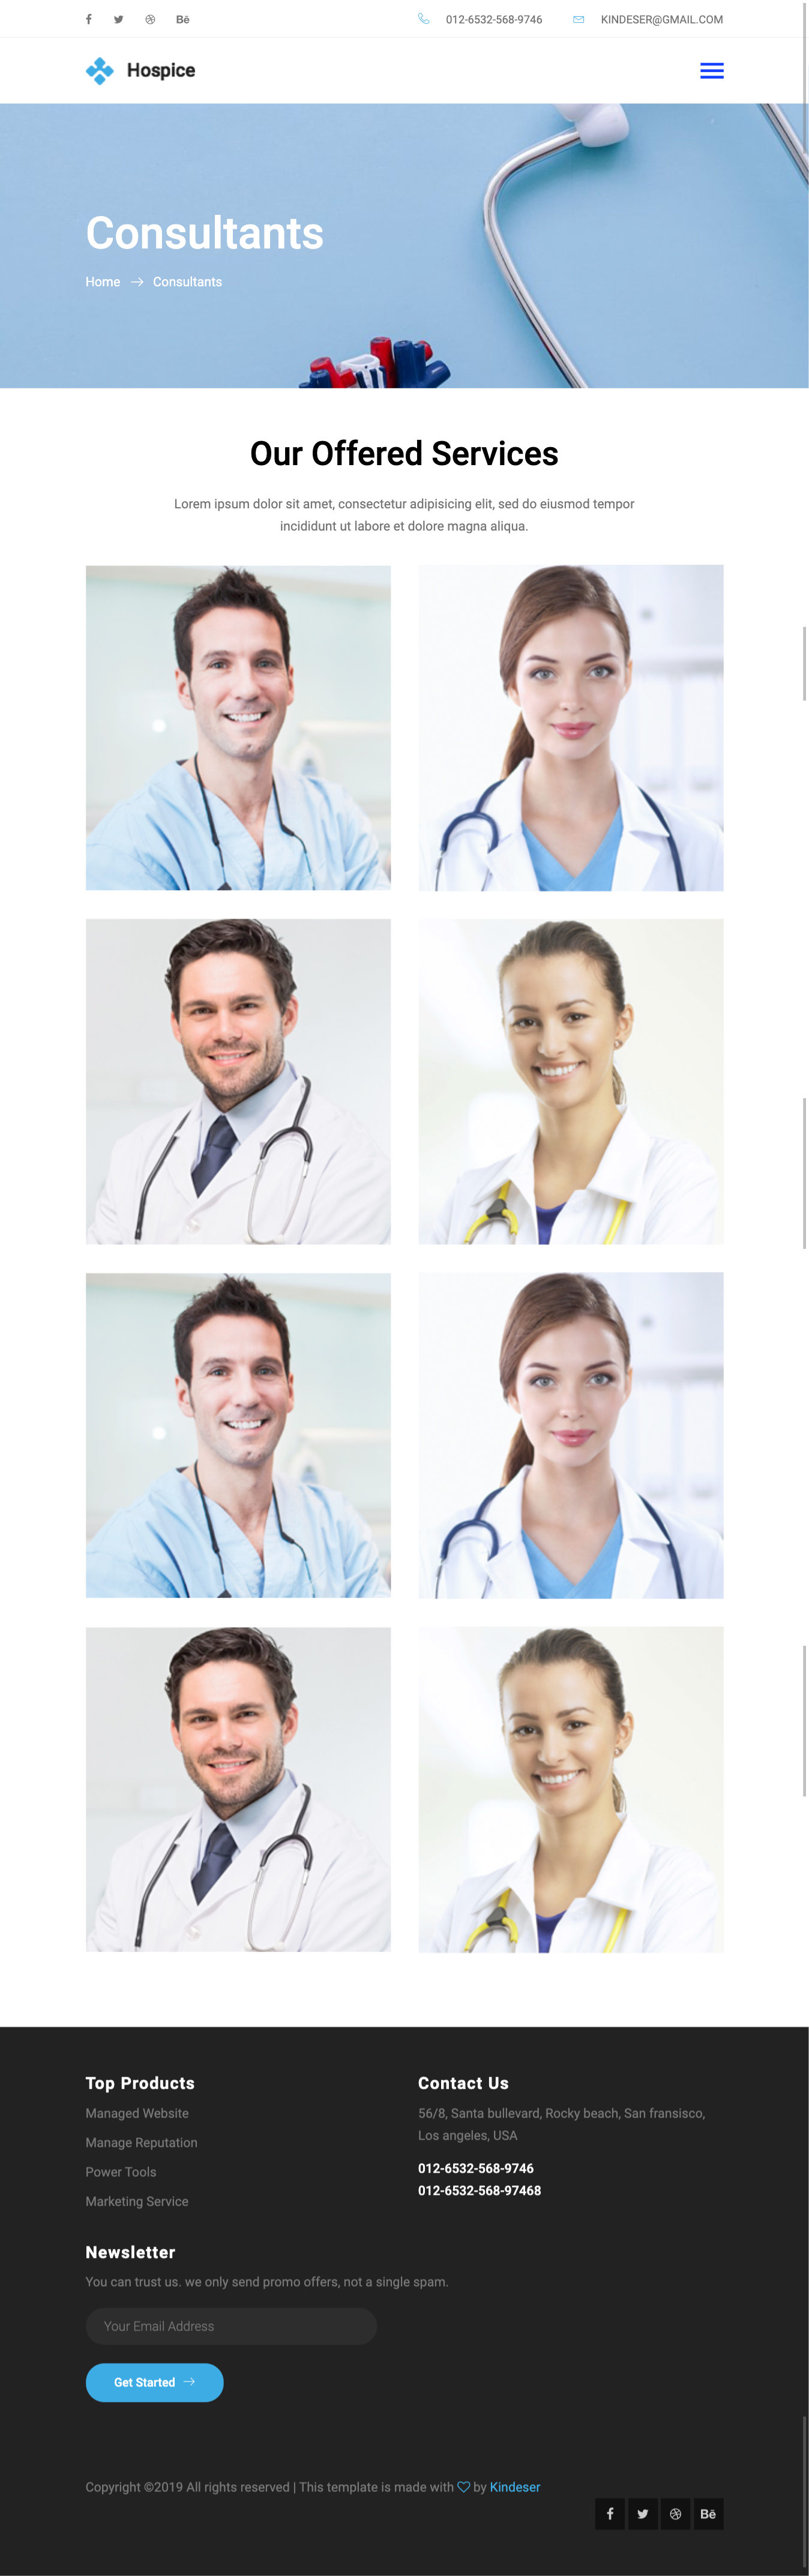 012-6532-568-9746 KINDESER@GMAIL.COM
Hospice
Consultants
Home → Consultants
Our Offered Services
Lorem ipsum dolor sit amet, consectetur adipisicing elit, sed do eiusmod tempor
incididunt ut labore et dolore magna aliqua.
Top Products
Managed Website
Manage Reputation
Power Tools
Marketing Service
Contact Us
56/8, Santa bullevard, Rocky beach, San fransisco,
Los angeles, USA
012-6532-568-9746
012-6532-568-97468
Newsletter
You can trust us. we only send promo offers, not a single spam.
Your Email Address
Get Started →
Copyright ©2019 All rights reserved | This template is made with ♡ by Kindeser